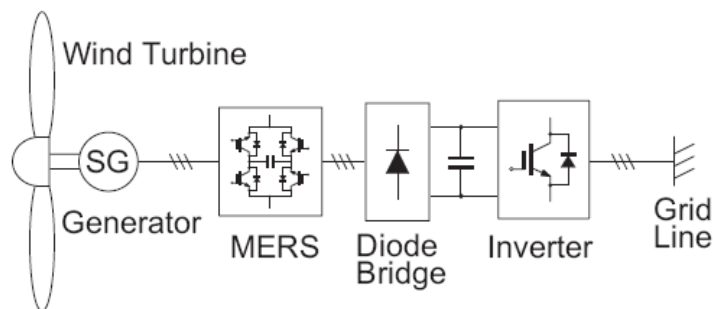 Wind Turbine
SG
Generator
MERS
Diode
Bridge
Inverter
Grid
Line